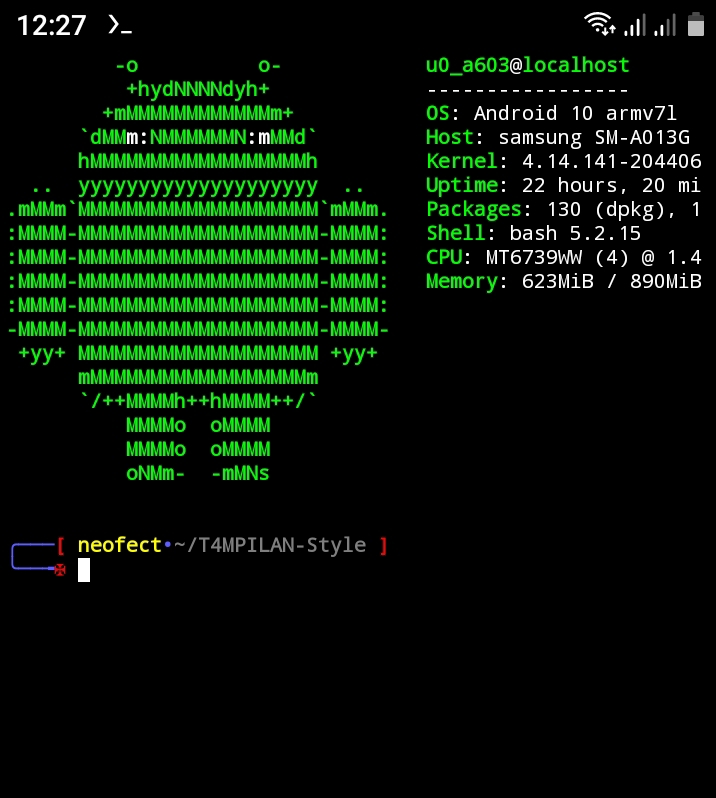 12:27 >_
-o          o-
+hydNNNNdyh+
+mMMMMMMMMMMMMm+
`dMMm:NMMMMMMN:mMMd`
hMMMMMMMMMMMMMMMMMMh
..  yyyyyyyyyyyyyyyyyyyy  ..
.mMMm`MMMMMMMMMMMMMMMMMMMM`mMMm.
:MMMM-MMMMMMMMMMMMMMMMMMMM-MMMM:
:MMMM-MMMMMMMMMMMMMMMMMMMM-MMMM:
:MMMM-MMMMMMMMMMMMMMMMMMMM-MMMM:
:MMMM-MMMMMMMMMMMMMMMMMMMM-MMMM:
-MMMM-MMMMMMMMMMMMMMMMMMMM-MMMM-
+yy+ MMMMMMMMMMMMMMMMMMMM +yy+
mMMMMMMMMMMMMMMMMMMm
`/++MMMMh++hMMMM++/`
MMMMo  oMMMM
MMMMo  oMMMM
oNMm-  -mMNs
u0_a603@localhost
-----------------
OS: Android 10 armv7l
Host: samsung SM-A013G
Kernel: 4.14.141-204406
Uptime: 22 hours, 20 mi
Packages: 130 (dpkg), 1
Shell: bash 5.2.15
CPU: MT6739WW (4) @ 1.4
Memory: 623MiB / 890MiB
[ neofect•~/T4MPILAN-Style ]